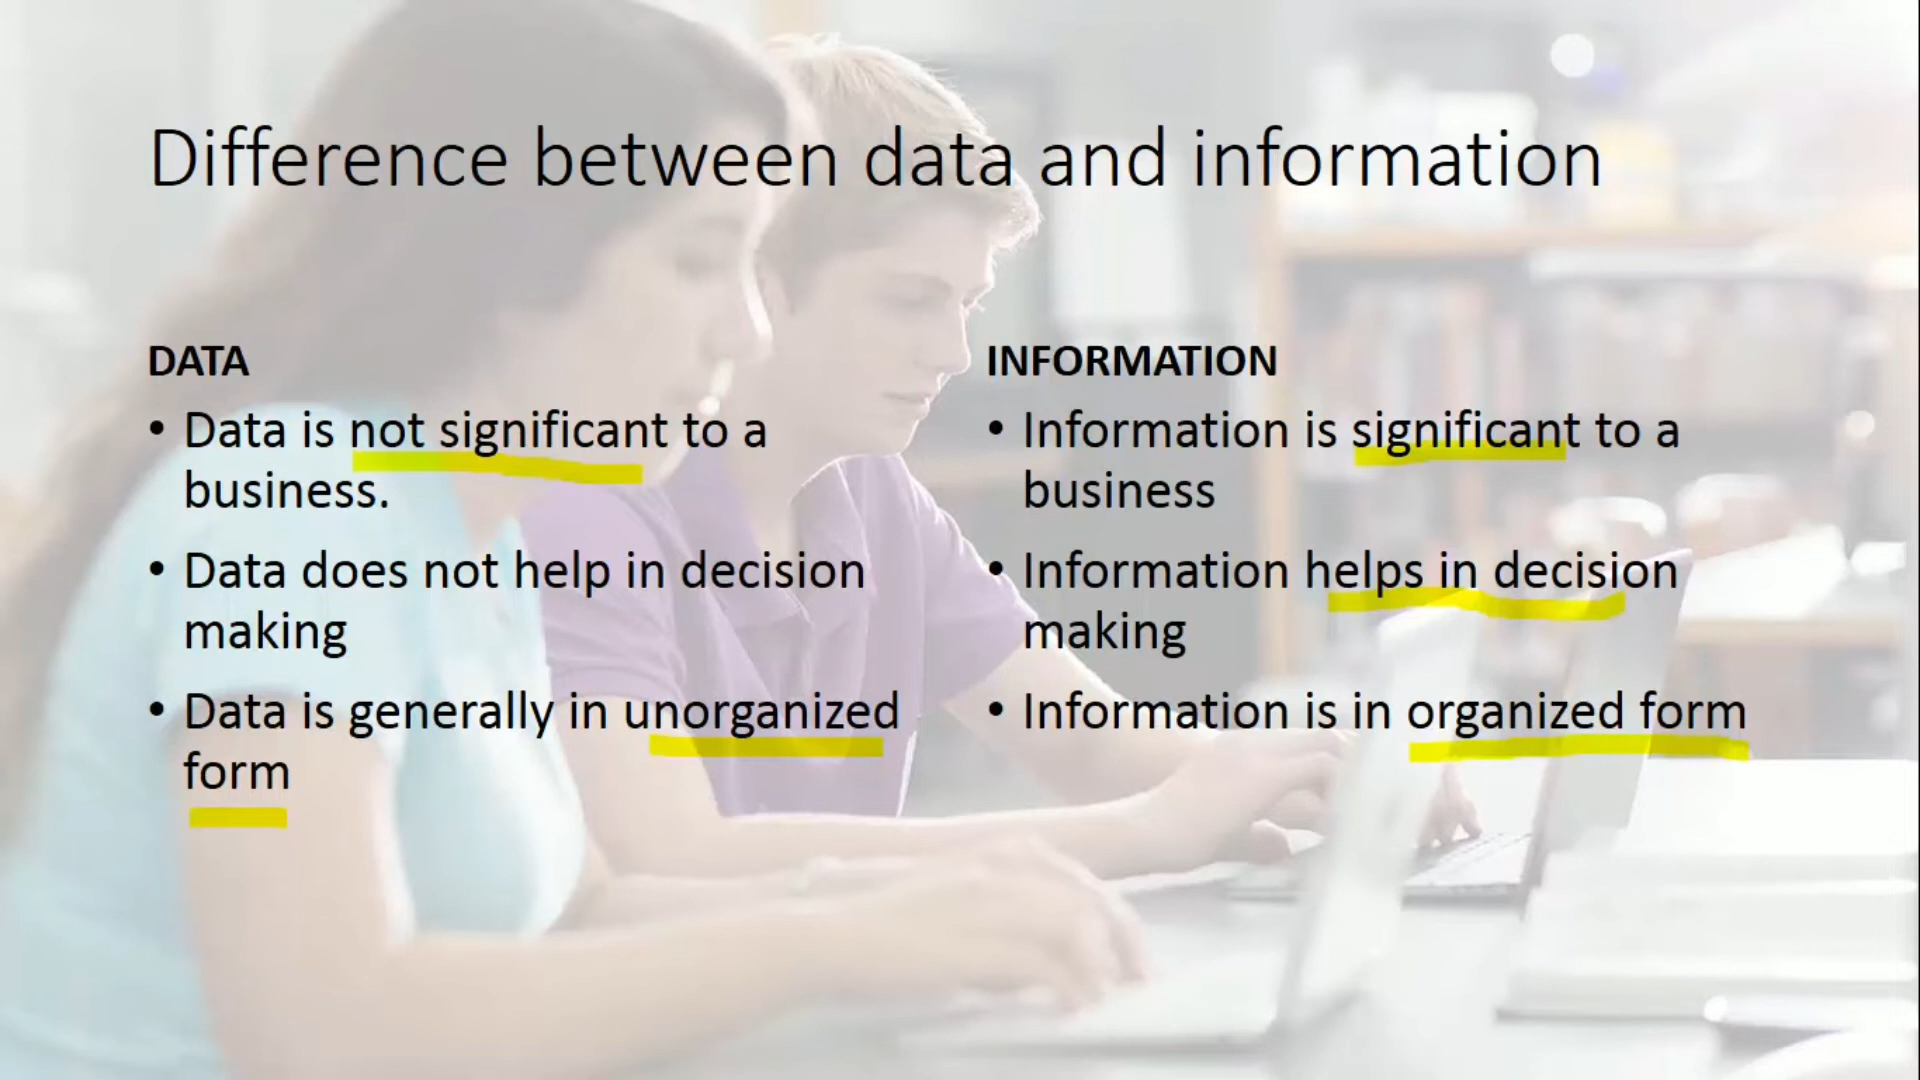 Difference between data and information
DATA
• Data is not significant to a
business.
• Data does not help in decision
making
• Data is generally in unorganized
form
INFORMATION
• Information is significant to a
business
• Information helps in decision
making
• Information is in organized form